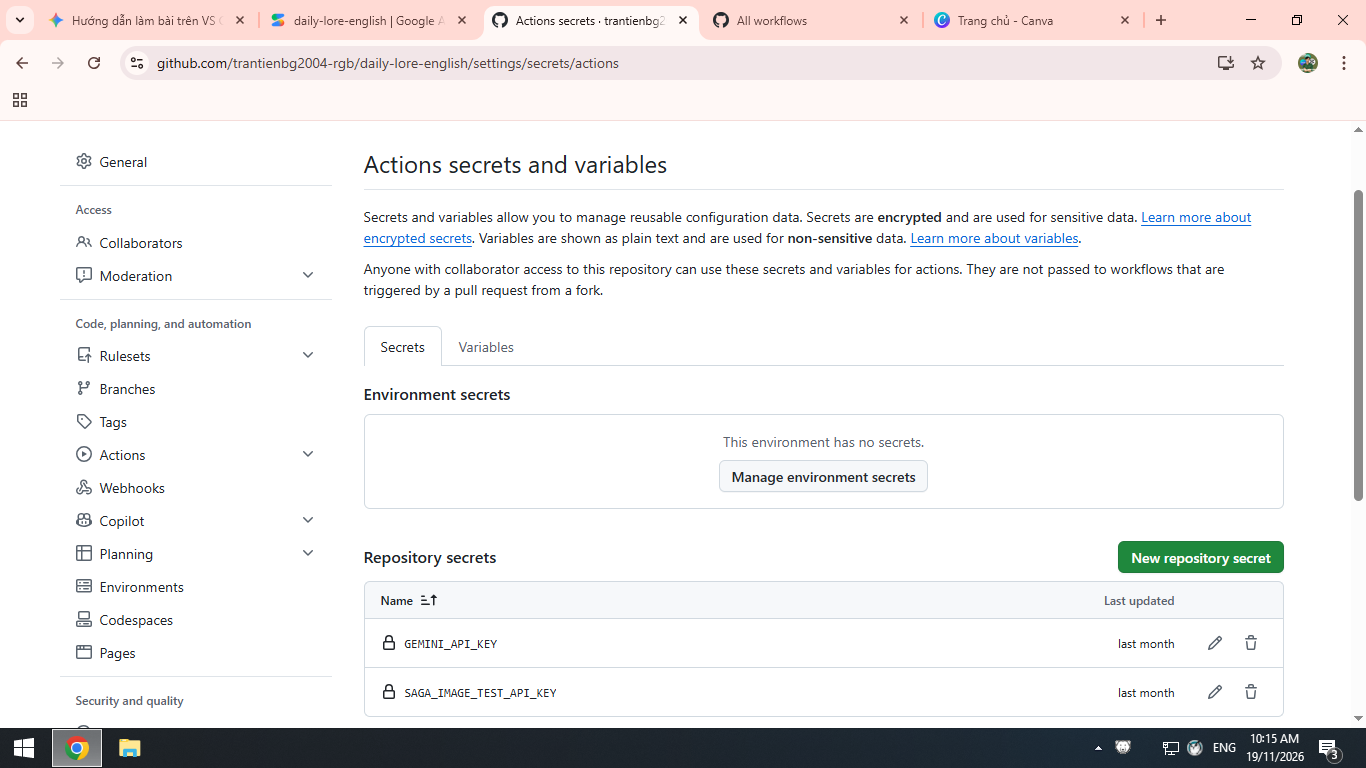 Hướng dẫn làm bài trên VS C
daily-lore-english | Google A
Actions secrets · trantienbg2
All workflows
Trang chủ - Canva
github.com/trantienbg2004-rgb/daily-lore-english/settings/secrets/actions
General
Access
Collaborators
Moderation
Code, planning, and automation
Rulesets
Branches
Tags
Actions
Webhooks
Copilot
Planning
Environments
Codespaces
Pages
Security and quality
Actions secrets and variables
Secrets and variables allow you to manage reusable configuration data. Secrets are encrypted and are used for sensitive data. Learn more about
encrypted secrets. Variables are shown as plain text and are used for non-sensitive data. Learn more about variables.
Anyone with collaborator access to this repository can use these secrets and variables for actions. They are not passed to workflows that are
triggered by a pull request from a fork.
Secrets
Variables
Environment secrets
This environment has no secrets.
Manage environment secrets
Repository secrets
New repository secret
Name
Last updated
GEMINI_API_KEY
last month
SAGA_IMAGE_TEST_API_KEY
last month
ENG
10:15 AM
19/11/2026
3